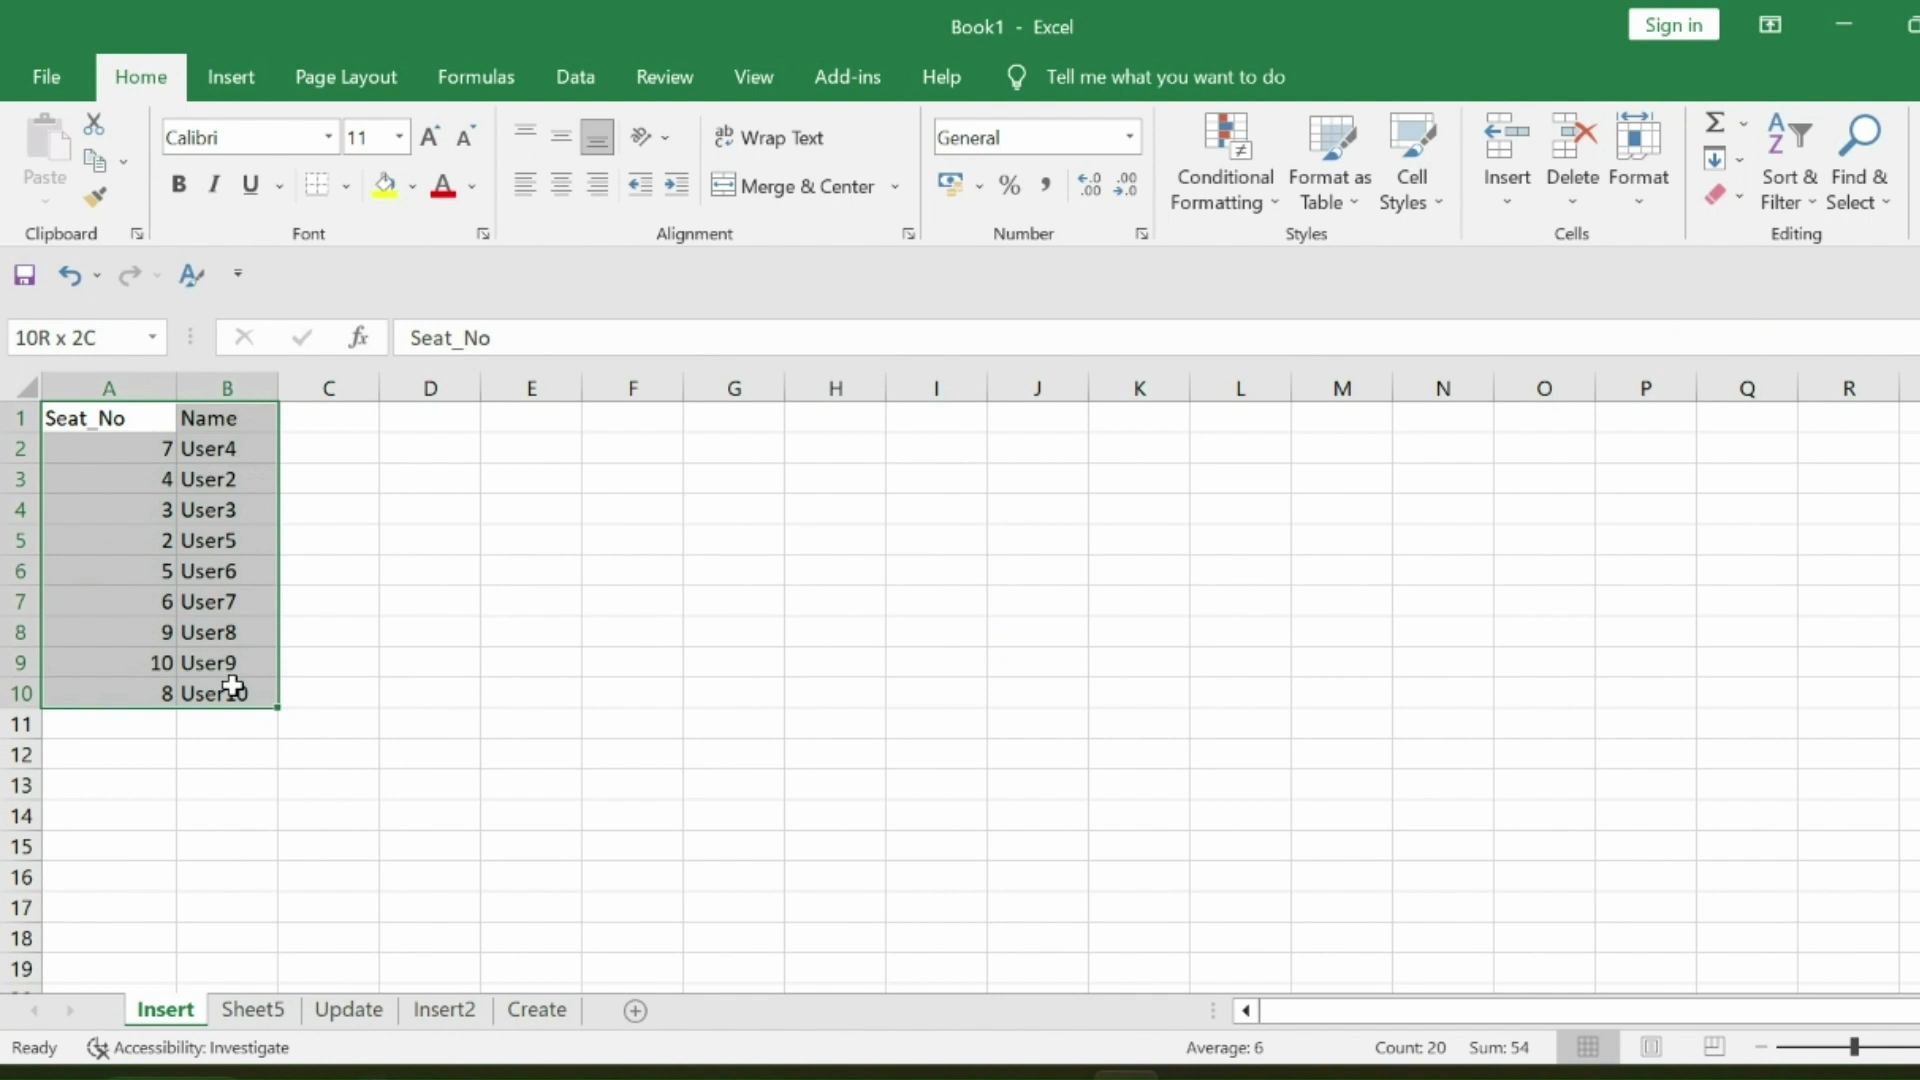 Book1 - Excel
Sign in
File Home Insert Page Layout Formulas Data Review View Add-ins Help Tell me what you want to do
Paste
Clipboard
Calibri 11
B I U
Font
Wrap Text
Merge & Center
Alignment
General
Number
Conditional Formatting
Format as Table
Cell Styles
Styles
Insert Delete Format
Cells
Sort & Filter
Find & Select
Editing
10R x 2C fx Seat_No
A B C D E F G H I J K L M N O P Q R
1 Seat_No Name
2 7 User4
3 4 User2
4 3 User3
5 2 User5
6 5 User6
7 6 User7
8 9 User8
9 10 User9
10 8 User10
11
12
13
14
15
16
17
18
19
Insert Sheet5 Update Insert2 Create
Ready Accessibility: Investigate Average: 6 Count: 20 Sum: 54